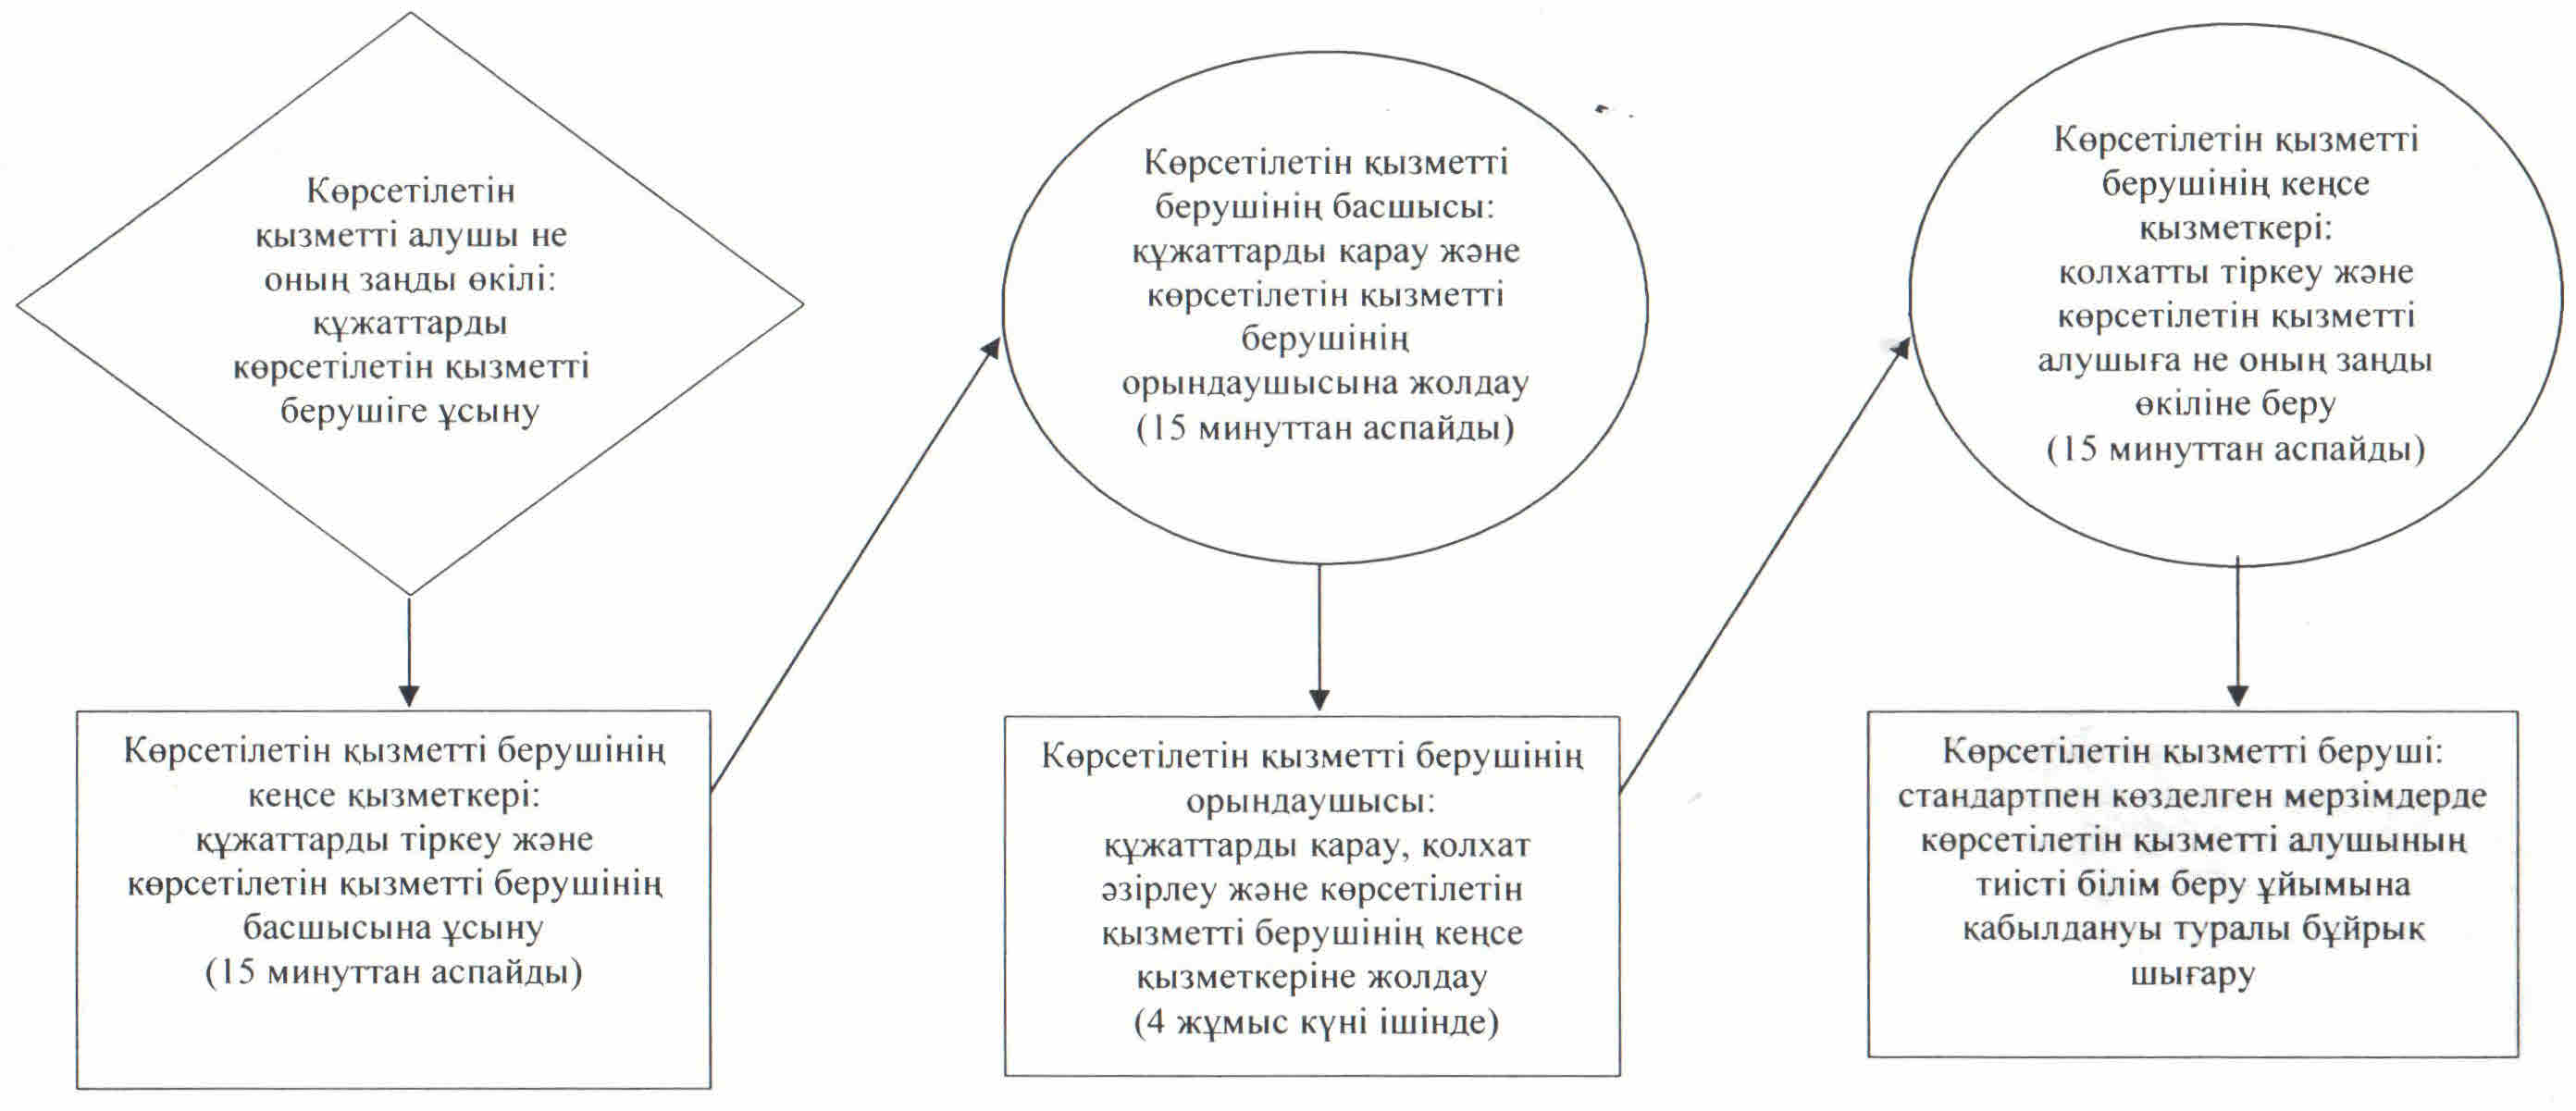 Көрсетілетін
қызметті алушы не
оның заңды өкілі:
құжаттарды
көрсетілетін қызметті
берушіге ұсыну
Көрсетілетін қызметті берушінің
кеңсе қызметкері:
құжаттарды тіркеу және
көрсетілетін қызметті берушінің
басшысына ұсыну
(15 минуттан аспайды)
Көрсетілетін қызметті
берушінің басшысы:
құжаттарды қарау және
көрсетілетін қызметті
берушінің
орындаушысына жолдау
(15 минуттан аспайды)
Көрсетілетін қызметті берушінің
орындаушысы:
құжаттарды қарау, қолхат
әзірлеу және көрсетілетін
қызметті берушінің кеңсе
қызметкеріне жолдау
(4 жұмыс күні ішінде)
Көрсетілетін қызметті
берушінің кеңсе
қызметкері:
қолхатты тіркеу және
көрсетілетін қызметті
алушыға не оның заңды
өкіліне беру
(15 минуттан аспайды)
Көрсетілетін қызметті беруші:
стандартпен көзделген мерзімдерде
көрсетілетін қызметті алушының
тиісті білім беру ұйымына
қабылдануы туралы бұйрық
шығару